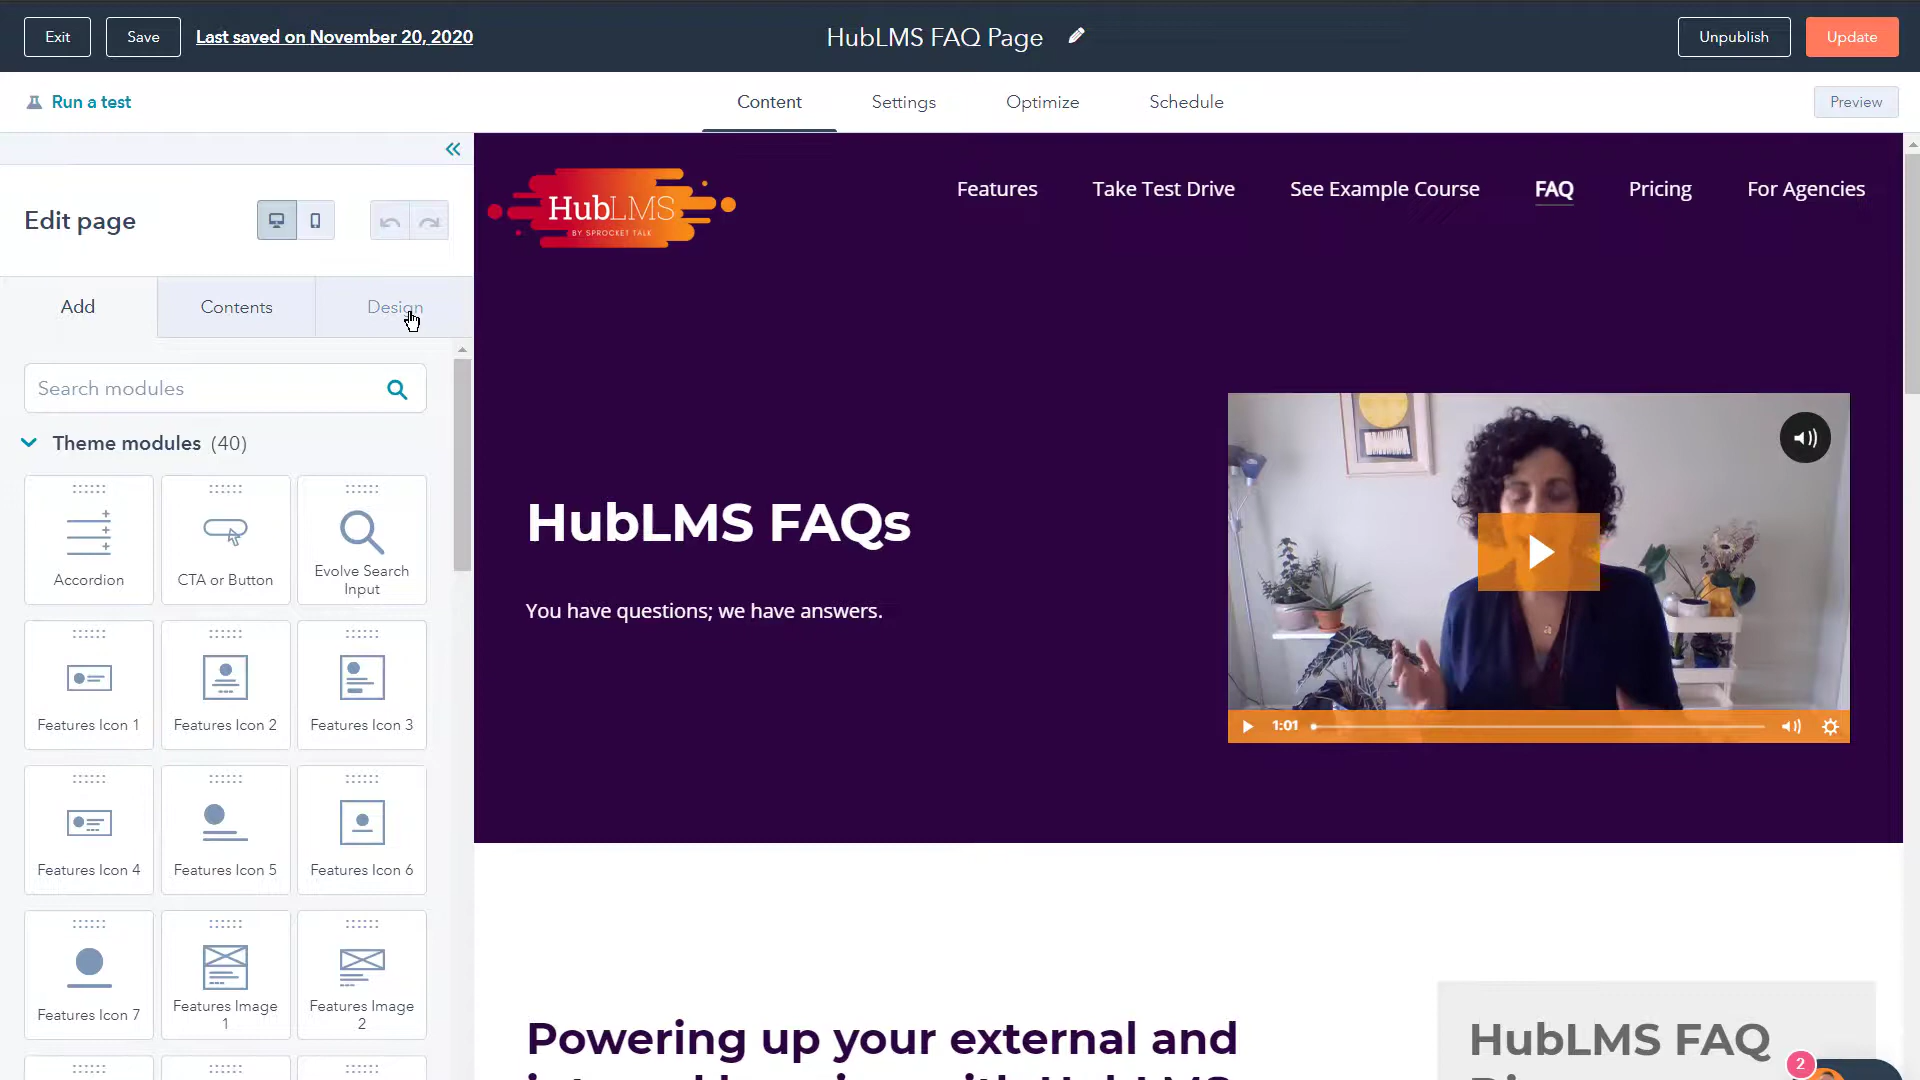 Exit
Save
Last saved on November 20, 2020
HubLMS FAQ Page
Unpublish
Update
Run a test
Content
Settings
Optimize
Schedule
Preview
Edit page
HubLMS
BY SPROCKET TALK
Features
Take Test Drive
See Example Course
FAQ
Pricing
For Agencies
Add
Contents
Design
Search modules
Theme modules (40)
Accordion
CTA or Button
Evolve Search
Input
Features Icon 1
Features Icon 2
Features Icon 3
Features Icon 4
Features Icon 5
Features Icon 6
Features Icon 7
Features Image
1
Features Image
2
HubLMS FAQs
You have questions; we have answers.
1:01
Powering up your external and
HubLMS FAQ
2